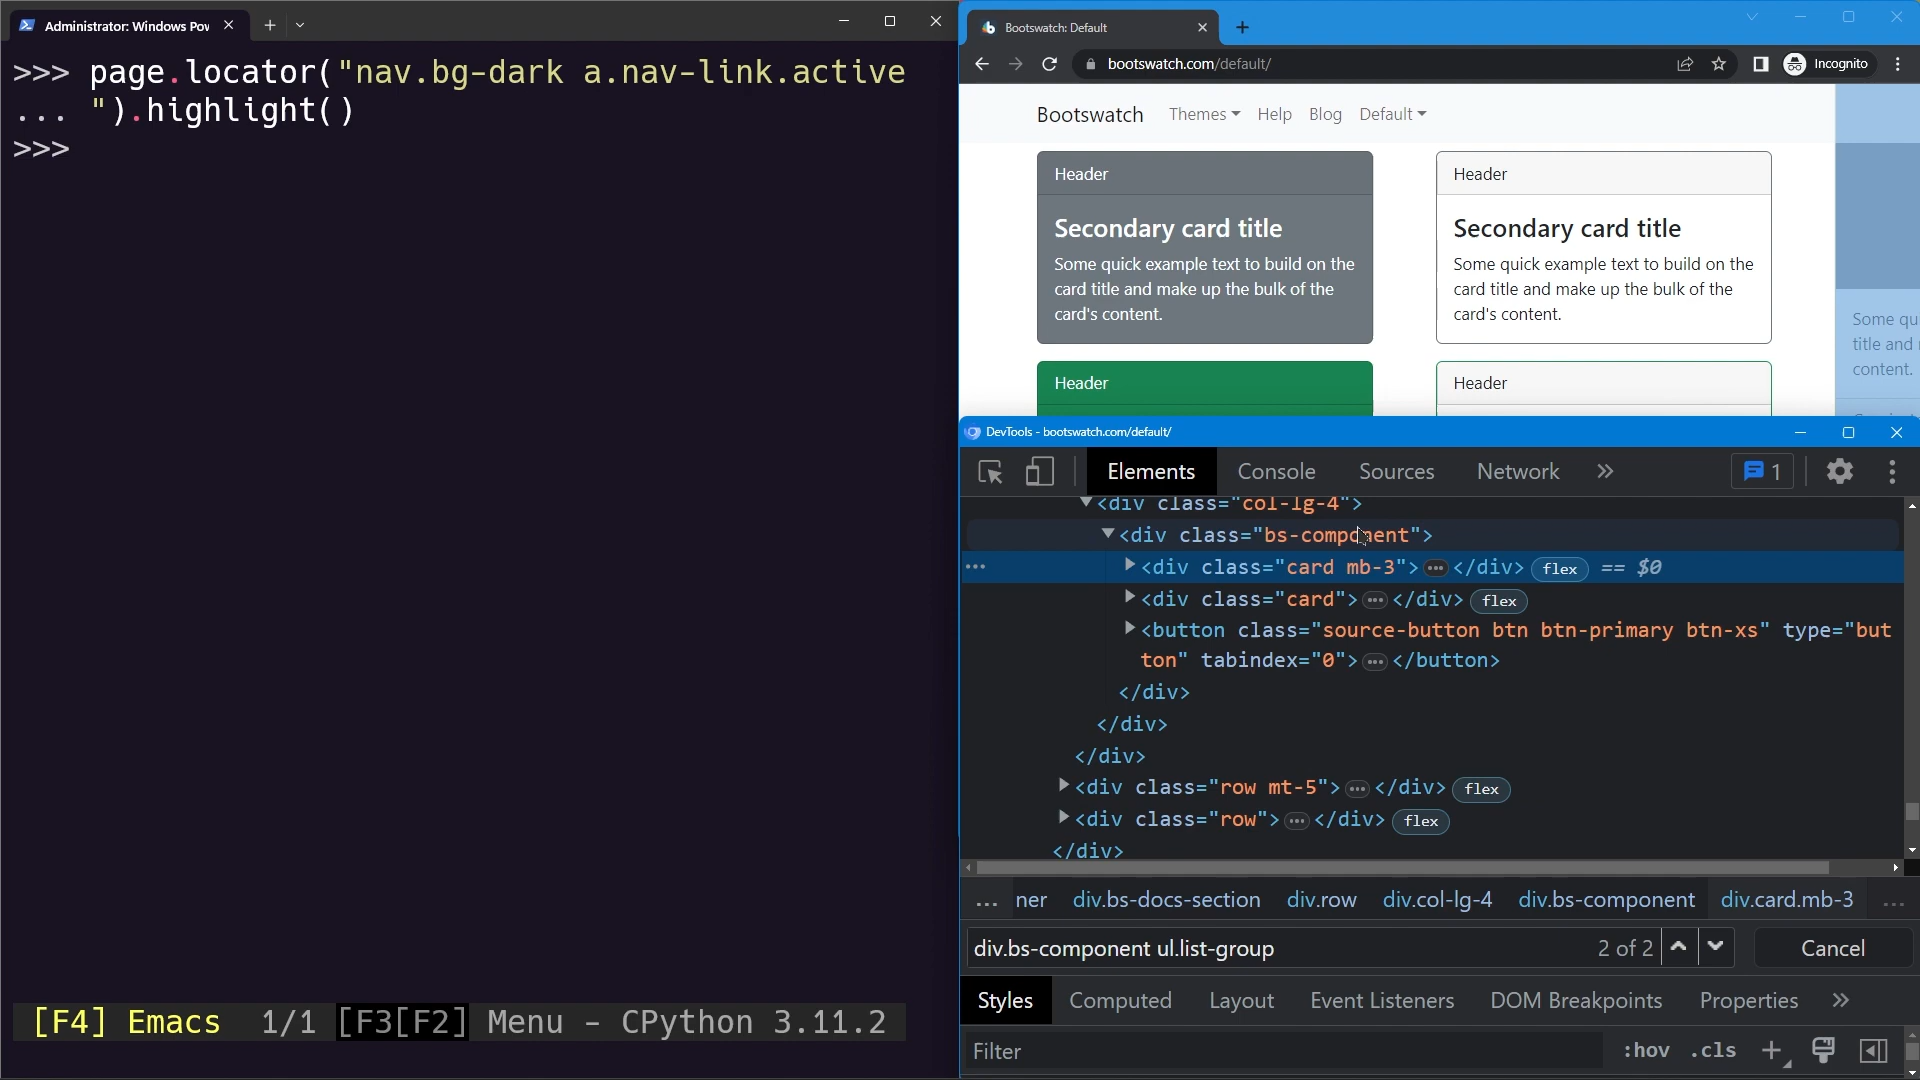 Administrator: Windows Pow
>>> page.locator("nav.bg-dark a.nav-link.active
... ").highlight()
>>>
[F4] Emacs 1/1 [F3[F2] Menu - CPython 3.11.2
Bootswatch: Default
bootswatch.com/default/
Incognito
Bootswatch Themes Help Blog Default
Header
Secondary card title
Some quick example text to build on the
card title and make up the bulk of the
card's content.
Header
Secondary card title
Some quick example text to build on the
card title and make up the bulk of the
card's content.
Header
Header
Some qu
title and
content.
DevTools - bootswatch.com/default/
Elements Console Sources Network » 1
<div class="col-lg-4">
<div class="bs-component">
<div class="card mb-3"> … </div> flex == $0
<div class="card"> … </div> flex
<button class="source-button btn btn-primary btn-xs" type="but
ton" tabindex="0"> … </button>
</div>
</div>
</div>
<div class="row mt-5"> … </div> flex
<div class="row"> … </div> flex
</div>
... ner div.bs-docs-section div.row div.col-lg-4 div.bs-component div.card.mb-3 ...
div.bs-component ul.list-group 2 of 2 Cancel
Styles Computed Layout Event Listeners DOM Breakpoints Properties »
Filter :hov .cls